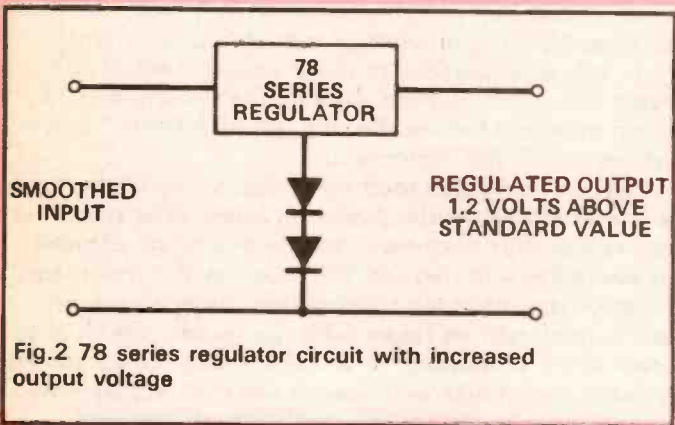 78
SERIES
REGULATOR
SMOOTHED
INPUT
REGULATED OUTPUT
1.2 VOLTS ABOVE
STANDARD VALUE
Fig.2 78 series regulator circuit with increased
output voltage